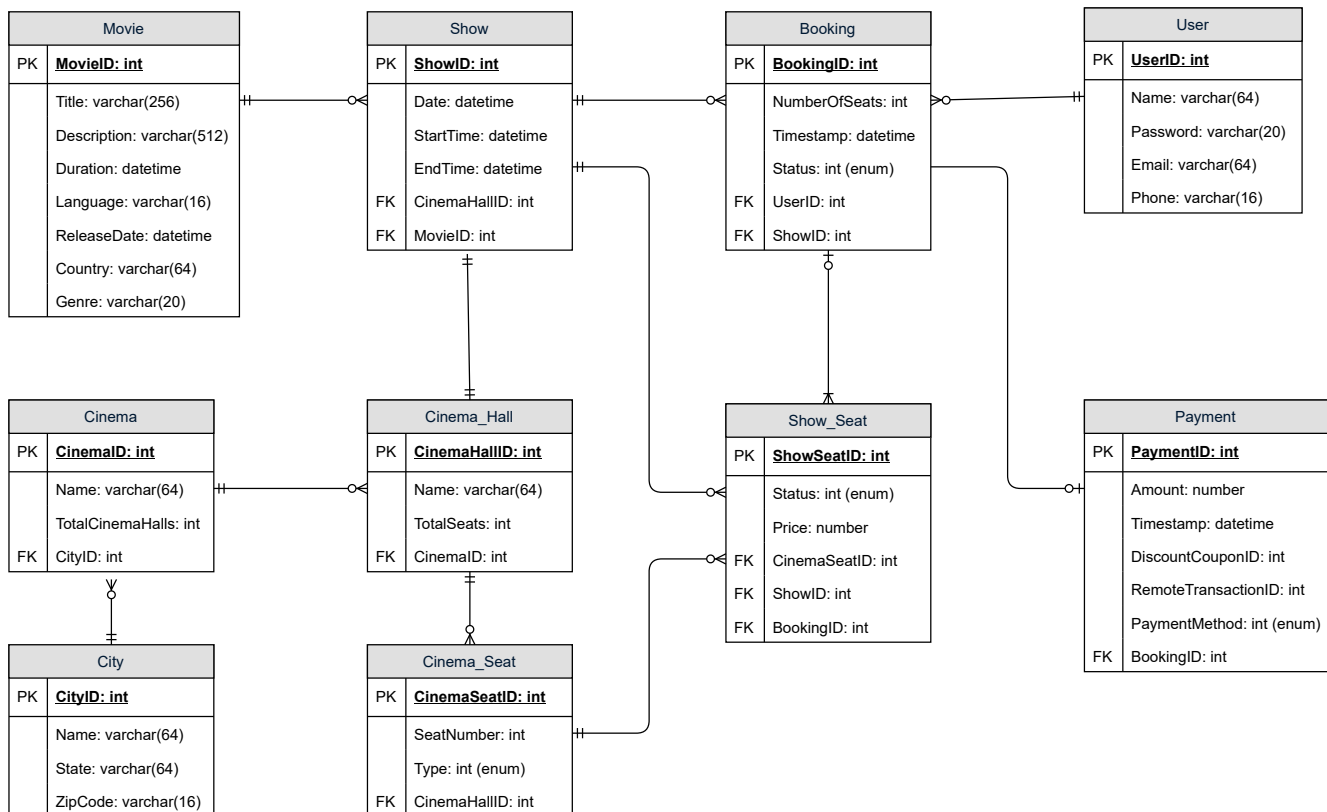 Movie
PK MovieID: int
Title: varchar(256)
Description: varchar(512)
Duration: datetime
Language: varchar(16)
ReleaseDate: datetime
Country: varchar(64)
Genre: varchar(20)
Show
PK ShowID: int
Date: datetime
StartTime: datetime
EndTime: datetime
FK CinemaHallID: int
FK MovieID: int
Booking
PK BookingID: int
NumberOfSeats: int
Timestamp: datetime
Status: int (enum)
FK UserID: int
FK ShowID: int
User
PK UserID: int
Name: varchar(64)
Password: varchar(20)
Email: varchar(64)
Phone: varchar(16)
Cinema
PK CinemaID: int
Name: varchar(64)
TotalCinemaHalls: int
FK CityID: int
Cinema_Hall
PK CinemaHallID: int
Name: varchar(64)
TotalSeats: int
FK CinemaID: int
Show_Seat
PK ShowSeatID: int
Status: int (enum)
Price: number
FK CinemaSeatID: int
FK ShowID: int
FK BookingID: int
Payment
PK PaymentID: int
Amount: number
Timestamp: datetime
DiscountCouponID: int
RemoteTransactionID: int
PaymentMethod: int (enum)
FK BookingID: int
City
PK CityID: int
Name: varchar(64)
State: varchar(64)
ZipCode: varchar(16)
Cinema_Seat
PK CinemaSeatID: int
SeatNumber: int
Type: int (enum)
FK CinemaHallID: int